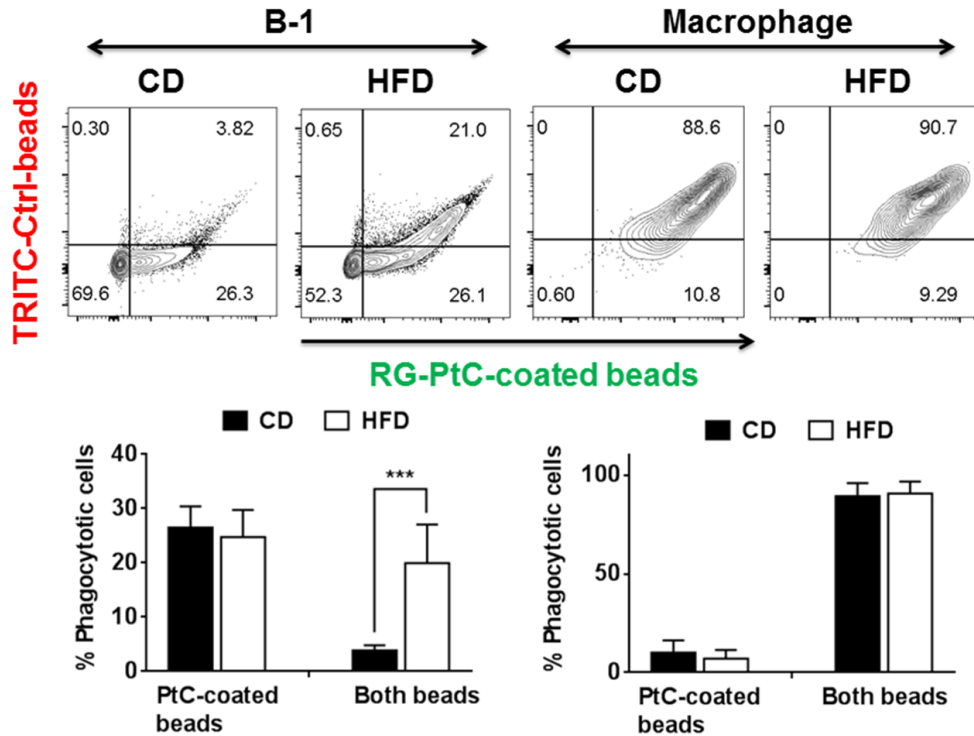 B-1 Macrophage
CD HFD CD HFD
TRITC-Ctrl-beads
0.30 3.82 0.65 21.0 0 88.6 0 90.7
69.6 26.3 52.3 26.1 0.60 10.8 0 9.29
RG-PtC-coated beads
CD HFD
% Phagocytotic cells
40
30
20
10
0
***
PtC-coated
beads
Both beads
CD HFD
% Phagocytotic cells
100
50
0
PtC-coated
beads
Both beads